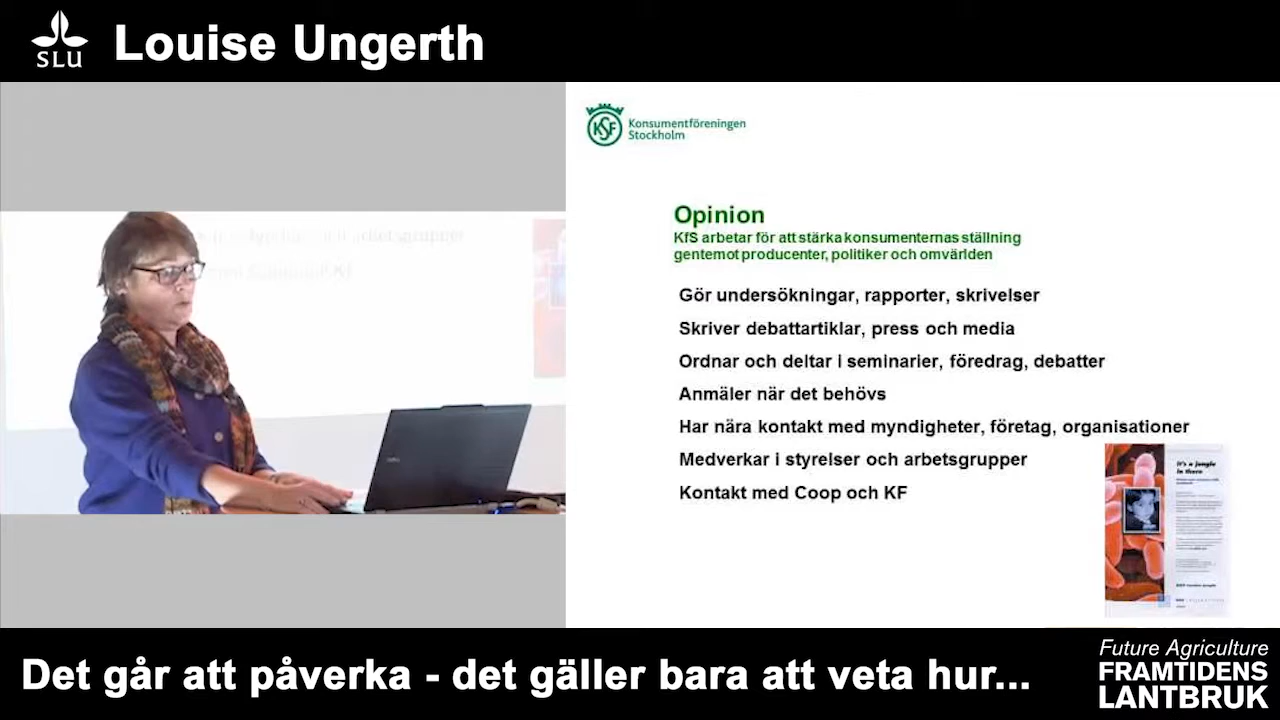 SLU
Louise Ungerth
KSF
Konsumentföreningen
Stockholm
Opinion
KfS arbetar för att stärka konsumenternas ställning
gentemot producenter, politiker och omvärlden
Gör undersökningar, rapporter, skrivelser
Skriver debattartiklar, press och media
Ordnar och deltar i seminarier, föredrag, debatter
Anmäler när det behövs
Har nära kontakt med myndigheter, företag, organisationer
Medverkar i styrelser och arbetsgrupper
Kontakt med Coop och KF
It's a jungle
in there
Det går att påverka - det gäller bara att veta hur...
Future Agriculture
FRAMTIDENS
LANTBRUK